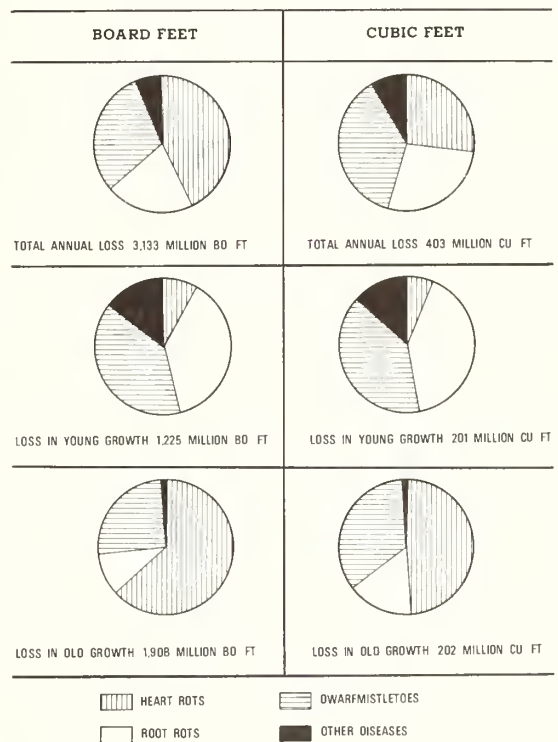 BOARD FEET
CUBIC FEET
TOTAL ANNUAL LOSS 3,133 MILLION BD FT
TOTAL ANNUAL LOSS 403 MILLION CU FT
LOSS IN YOUNG GROWTH 1,225 MILLION BD FT
LOSS IN YOUNG GROWTH 201 MILLION CU FT
LOSS IN OLD GROWTH 1,908 MILLION BD FT
LOSS IN OLD GROWTH 202 MILLION CU FT
HEART ROTS
DWARFMISTLETOES
ROOT ROTS
OTHER DISEASES